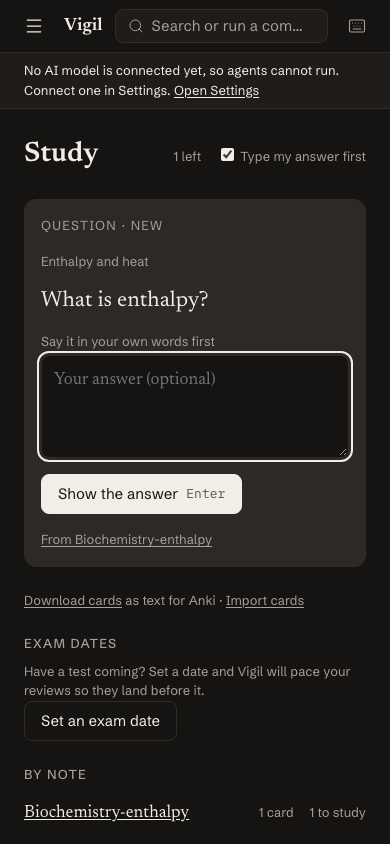 Vigil
Search or run a com...
No AI model is connected yet, so agents cannot run.
Connect one in Settings. Open Settings
Study
1 left
Type my answer first
QUESTION · NEW
Enthalpy and heat
What is enthalpy?
Say it in your own words first
Your answer (optional)
Show the answer Enter
From Biochemistry-enthalpy
Download cards as text for Anki · Import cards
EXAM DATES
Have a test coming? Set a date and Vigil will pace your
reviews so they land before it.
Set an exam date
BY NOTE
Biochemistry-enthalpy 1 card 1 to study